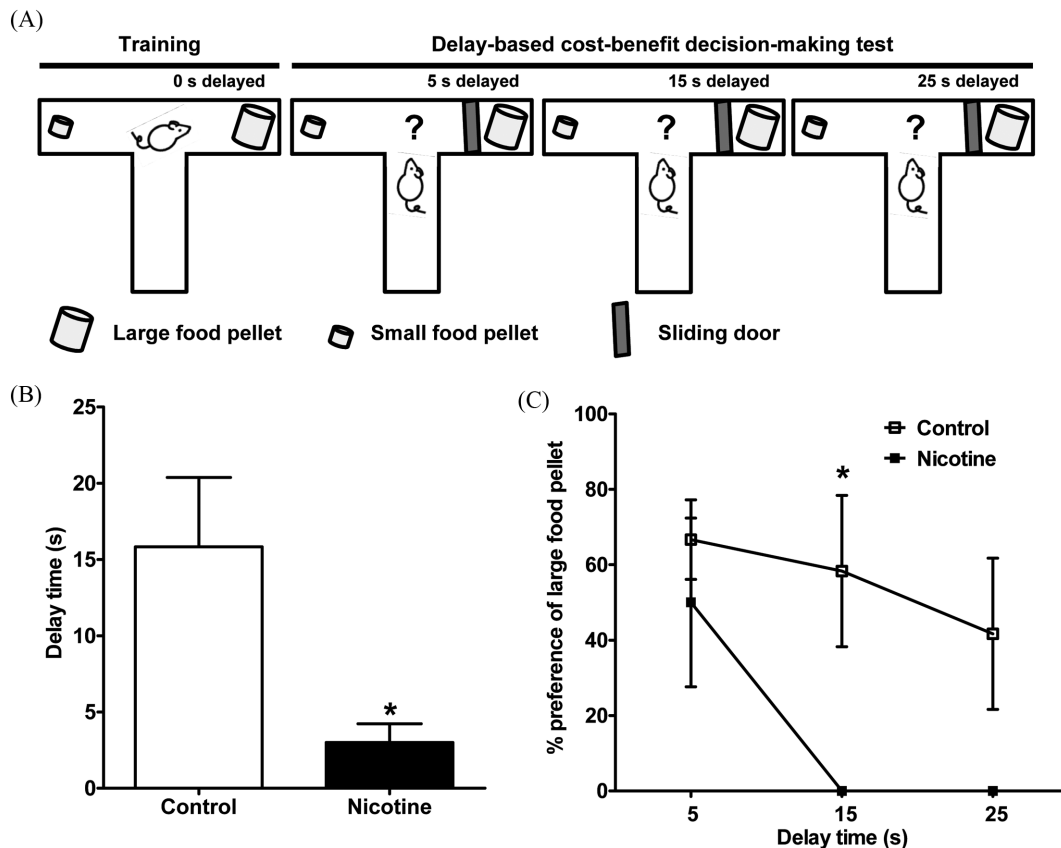 (A)
Training
Delay-based cost-benefit decision-making test
0 s delayed
5 s delayed
15 s delayed
25 s delayed
?
?
?
Large food pellet
Small food pellet
Sliding door
(B)
25
20
15
10
5
0
Delay time (s)
*
Control
Nicotine
(C)
100
80
60
40
20
0
% preference of large food pellet
Control
Nicotine
*
5
15
25
Delay time (s)